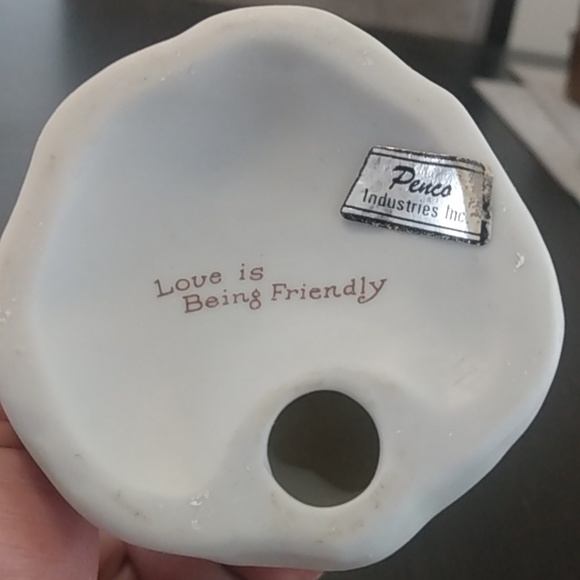 Penco
Industries Inc.
Love is
Being Friendly